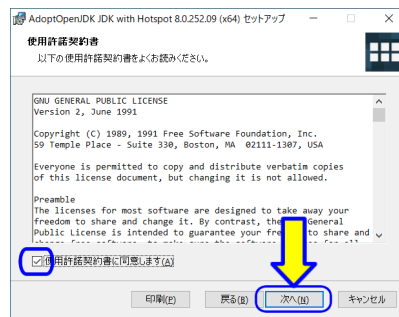 AdoptOpenJDK JDK with Hotspot 8.0.252.09 (x64) セットアップ
使用許諾契約書
以下の使用許諾契約書をよくお読みください。
GNU GENERAL PUBLIC LICENSE
Version 2, June 1991
Copyright (C) 1989, 1991 Free Software Foundation, Inc.
59 Temple Place - Suite 330, Boston, MA 02111-1307, USA
Everyone is permitted to copy and distribute verbatim copies
of this license document, but changing it is not allowed.
Preamble
The licenses for most software are designed to take away your
freedom to share and change it. By contrast, the General
Public License is intended to guarantee your to share and
使用許諾契約書に同意します(A)
印刷(P)
戻る(B)
次へ(N)
キャンセル